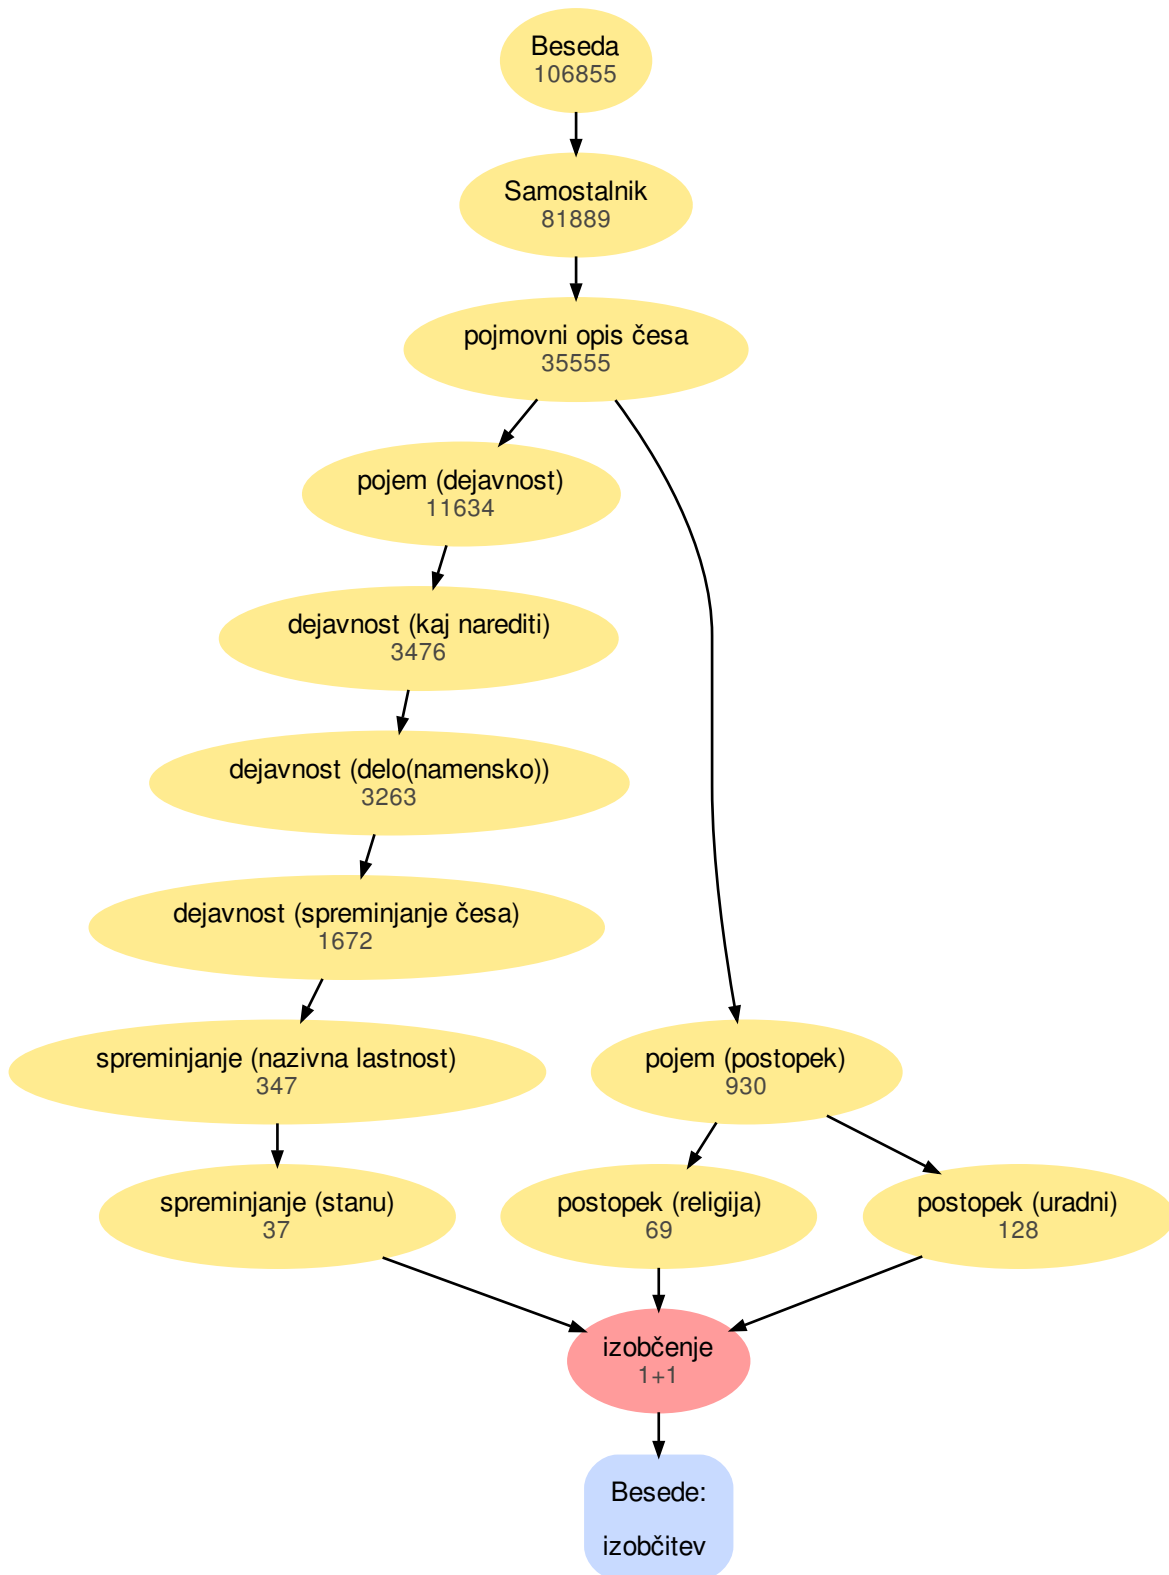 Beseda
106855
Samostalnik
81889
pojmovni opis česa
35555
pojem (dejavnost)
11634
dejavnost (kaj narediti)
3476
dejavnost (delo(namensko))
3263
dejavnost (spreminjanje česa)
1672
spreminjanje (nazivna lastnost)
347
pojem (postopek)
930
spreminjanje (stanu)
37
postopek (religija)
69
postopek (uradni)
128
izobčenje
1+1
Besede:
izobčitev